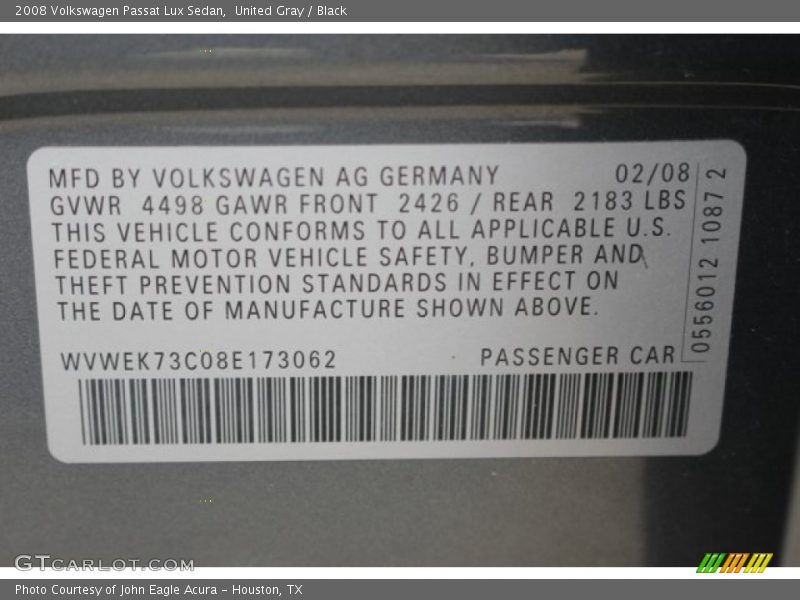 2008 Volkswagen Passat Lux Sedan,  United Gray / Black
MFD BY VOLKSWAGEN AG GERMANY 02/08
GVWR 4498 GAWR FRONT 2426 / REAR 2183 LBS
THIS VEHICLE CONFORMS TO ALL APPLICABLE U.S.
FEDERAL MOTOR VEHICLE SAFETY, BUMPER AND
THEFT PREVENTION STANDARDS IN EFFECT ON
THE DATE OF MANUFACTURE SHOWN ABOVE.
WVWEK73C08E173062 PASSENGER CAR
0556012 1087 2
GTCARLOT.COM
Photo Courtesy of John Eagle Acura - Houston, TX